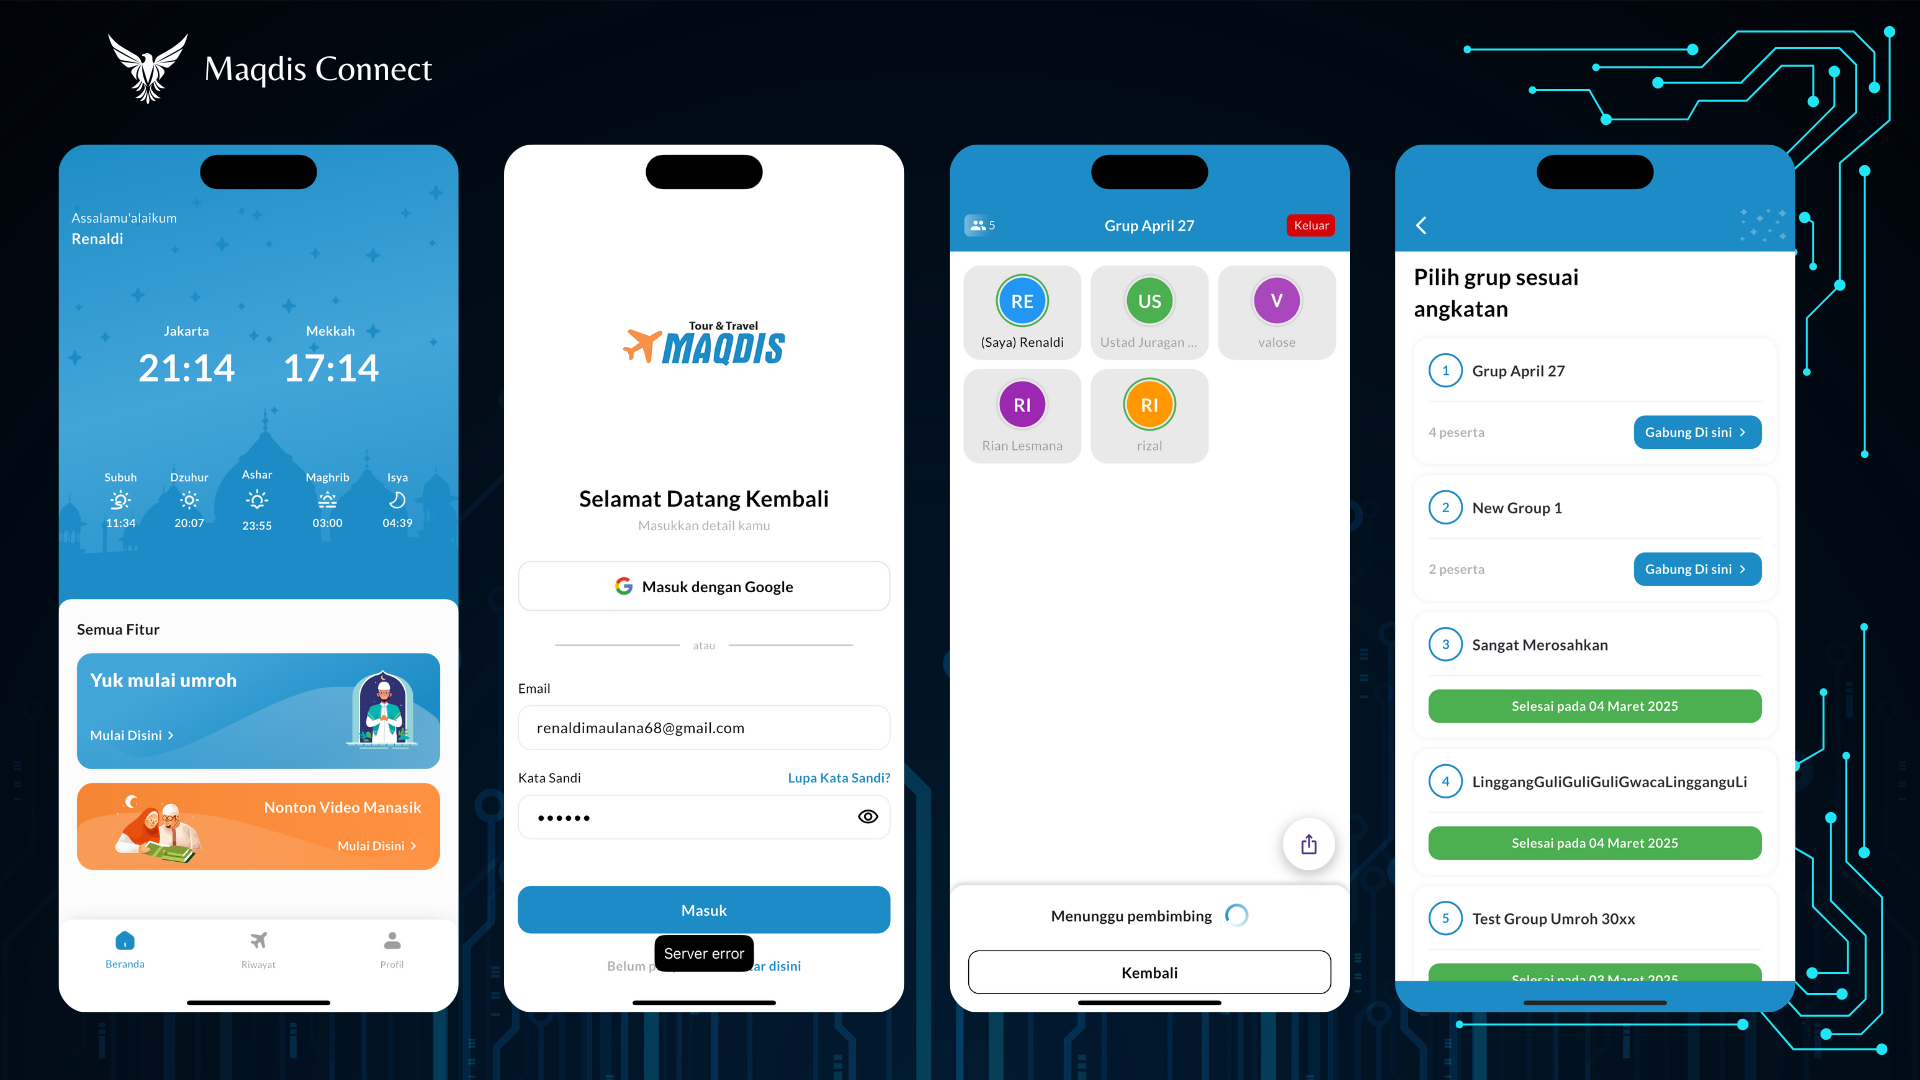 Maqdis Connect
Assalamu'alaikum
Renaldi
Jakarta
21:14
Mekkah
17:14
Subuh
11:34
Dzuhur
20:07
Ashar
23:55
Maghrib
03:00
Isya
04:39
Semua Fitur
Yuk mulai umroh
Mulai Disini
Nonton Video Manasik
Mulai Disini
Beranda
Riwayat
Profil
Tour & Travel
MAQDIS
Selamat Datang Kembali
Masukkan detail kamu
Masuk dengan Google
atau
Email
renaldimaulana68@gmail.com
Kata Sandi
Lupa Kata Sandi?
••••••
Masuk
Server error
Belum disini
5
Grup April 27
Keluar
RE
(Saya) Renaldi
US
Ustad Juragan ...
V
valose
RI
Rian Lesmana
RI
rizal
Menunggu pembimbing
Kembali
Pilih grup sesuai
angkatan
1
Grup April 27
4 peserta
Gabung Di sini
2
New Group 1
2 peserta
Gabung Di sini
3
Sangat Merosahkan
Selesai pada 04 Maret 2025
4
LinggangGuliGuliGuliGwacaLingganguLi
Selesai pada 04 Maret 2025
5
Test Group Umroh 30xx
Selesai pada 03 Maret 2025